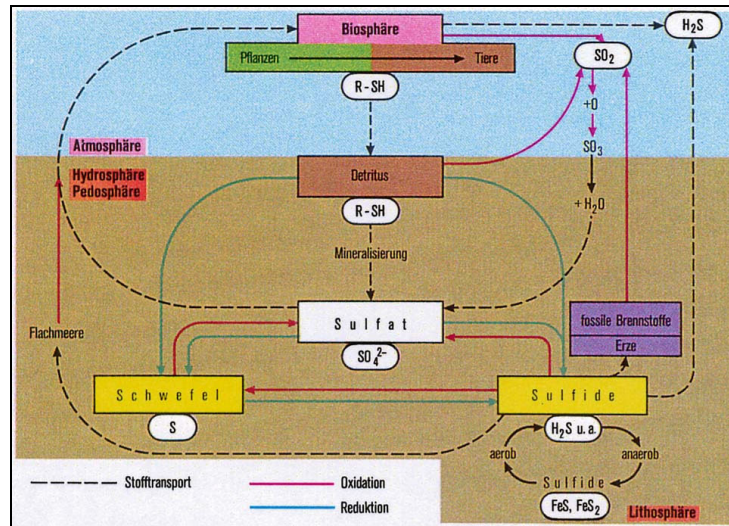 Biosphäre
H₂S
Pflanzen
Tiere
SO₂
R-SH
+O
Atmosphäre
SO₃
Hydrosphäre
Pedosphäre
Detritus
R-SH
+H₂O
Mineralisierung
Sulfat
fossile Brennstoffe
Flachmeere
Erze
SO₄²⁻
Schwefel
Sulfide
S
H₂S u.a.
aerob
anaerob
Stofftransport
Oxidation
Sulfide
Reduktion
FeS, FeS₂
Lithosphäre